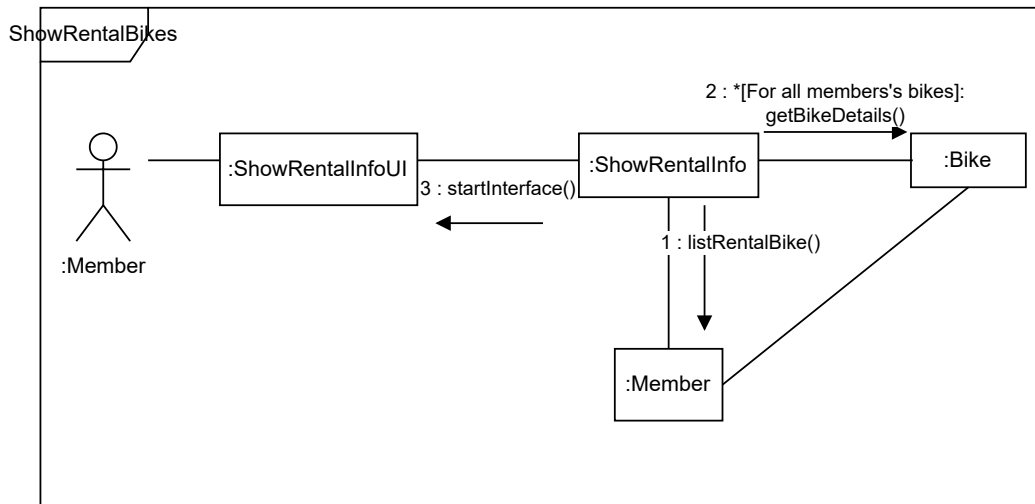 ShowRentalBikes
2 : *[For all members's bikes]:
getBikeDetails()
:ShowRentalInfoUI
:ShowRentalInfo
:Bike
3 : startInterface()
1 : listRentalBike()
:Member
:Member